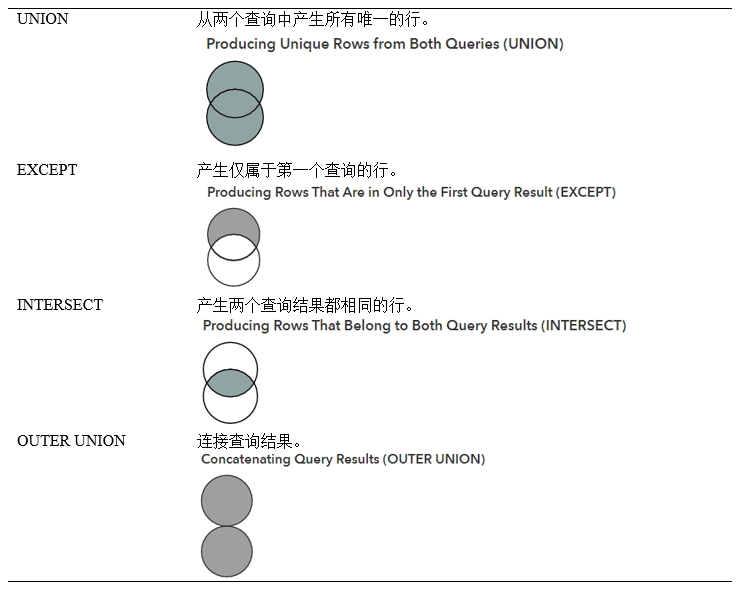 UNION
从两个查询中产生所有唯一的行。
Producing Unique Rows from Both Queries (UNION)
EXCEPT
产生仅属于第一个查询的行。
Producing Rows That Are in Only the First Query Result (EXCEPT)
INTERSECT
产生两个查询结果都相同的行。
Producing Rows That Belong to Both Query Results (INTERSECT)
OUTER UNION
连接查询结果。
Concatenating Query Results (OUTER UNION)